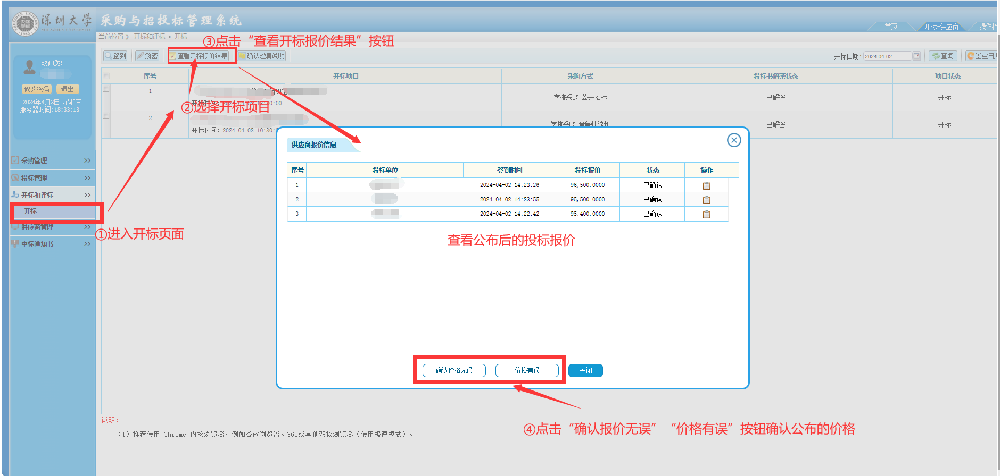 深圳大学
采购与招投标管理系统
首页
开标-供应商
操作指
当前位置 》 开标和评标 > 开标
③点击“查看开标报价结果”按钮
签到
解密
查看开标报价结果
确认澄清说明
开标日期:
2024-04-02
查询
置空日期
欢迎您!
修改密码
退出
2024年4月3日 星期三
服务器时间:18:33:13
序号
开标项目
采购方式
投标书解密状态
项目状态
1
开标时间:
学校采购-公开招标
已解密
开标中
②选择开标项目
2
开标时间: 2024-04-02 10:30:
学校采购-竞争性谈判
已解密
开标中
采购管理 >>
投标管理 >>
开标和评标 >>
开标
供应商管理 >>
中标通知书 >>
①进入开标页面
供应商报价信息
序号 投标单位 签到时间 投标报价 状态 操作
1 2024-04-02 14:23:26 96,500.0000 已确认
2 2024-04-02 14:23:55 95,500.0000 已确认
3 2024-04-02 14:22:42 95,400.0000 已确认
查看公布后的投标报价
确认价格无误
价格有误
关闭
④点击“确认报价无误”“价格有误”按钮确认公布的价格
说明:
(1) 推荐使用 Chrome 内核浏览器，例如谷歌浏览器、360或其他双核浏览器（使用极速模式）。